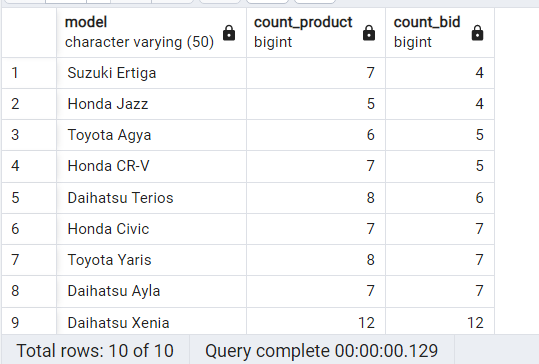 model count_product count_bid
character varying (50) bigint bigint
1 Suzuki Ertiga 7 4
2 Honda Jazz 5 4
3 Toyota Agya 6 5
4 Honda CR-V 7 5
5 Daihatsu Terios 8 6
6 Honda Civic 7 7
7 Toyota Yaris 8 7
8 Daihatsu Ayla 7 7
9 Daihatsu Xenia 12 12
Total rows: 10 of 10 Query complete 00:00:00.129